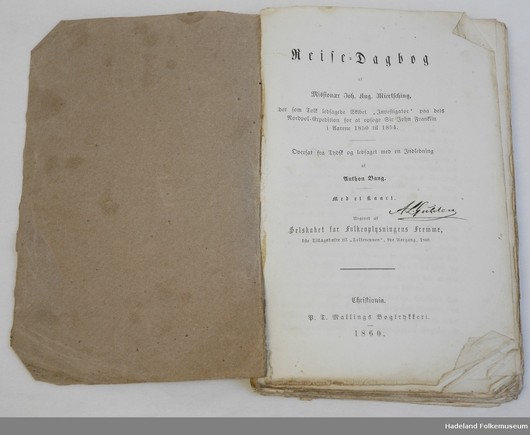 Reise-Dagbog
af
Missionær Joh. Aug. Miertsching,
der som Tolk ledsagede Skibet „Investigator" paa dets
Nordpol-Expedition for at opsøge Sir John Franklin
i Aarene 1850 til 1854.
Oversat fra Tydsk og ledsaget med en Indledning
af
Anthon Bang.
Med et Kaart.
Udgivet af
Selskabet for Folkeoplysningens Fremme,
Tillægshefte til „Folkevennen", Aargang, 1860
Christiania.
P. T. Mallings Bogtrykkeri.
1860.
Hadeland Folkemuseum